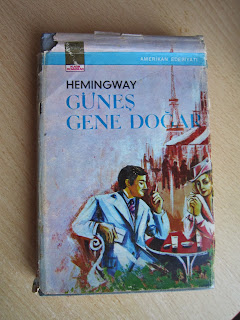 AMERİKAN EDEBİYATI
HEMINGWAY
GÜNEŞ
GENE DOĞAR